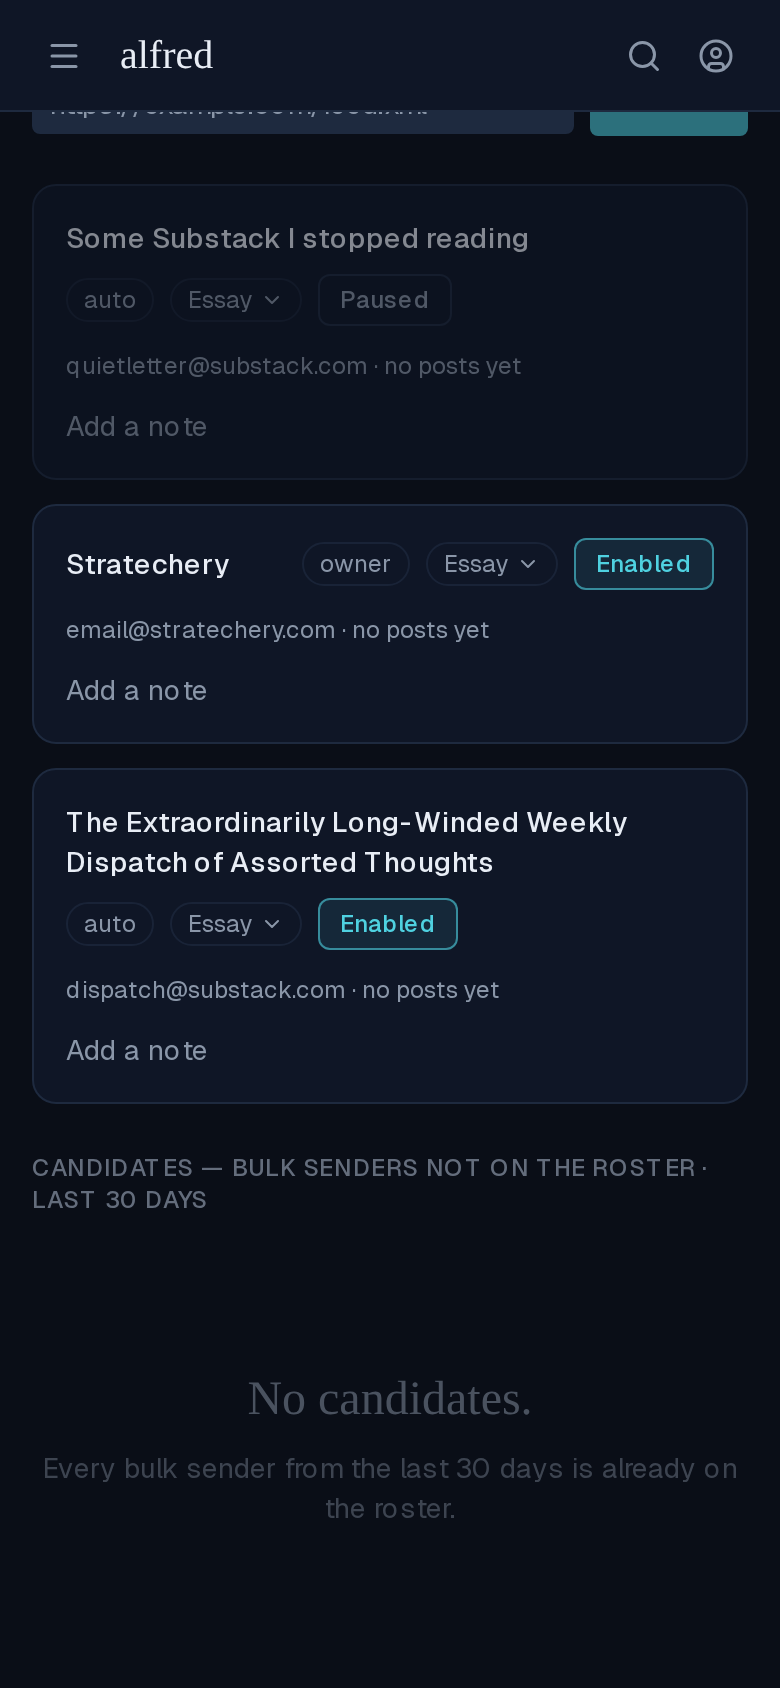 alfred
Some Substack I stopped reading
auto
Essay
Paused
quietletter@substack.com · no posts yet
Add a note
Stratechery
owner
Essay
Enabled
email@stratechery.com · no posts yet
Add a note
The Extraordinarily Long-Winded Weekly
Dispatch of Assorted Thoughts
auto
Essay
Enabled
dispatch@substack.com · no posts yet
Add a note
CANDIDATES — BULK SENDERS NOT ON THE ROSTER ·
LAST 30 DAYS
No candidates.
Every bulk sender from the last 30 days is already on
the roster.